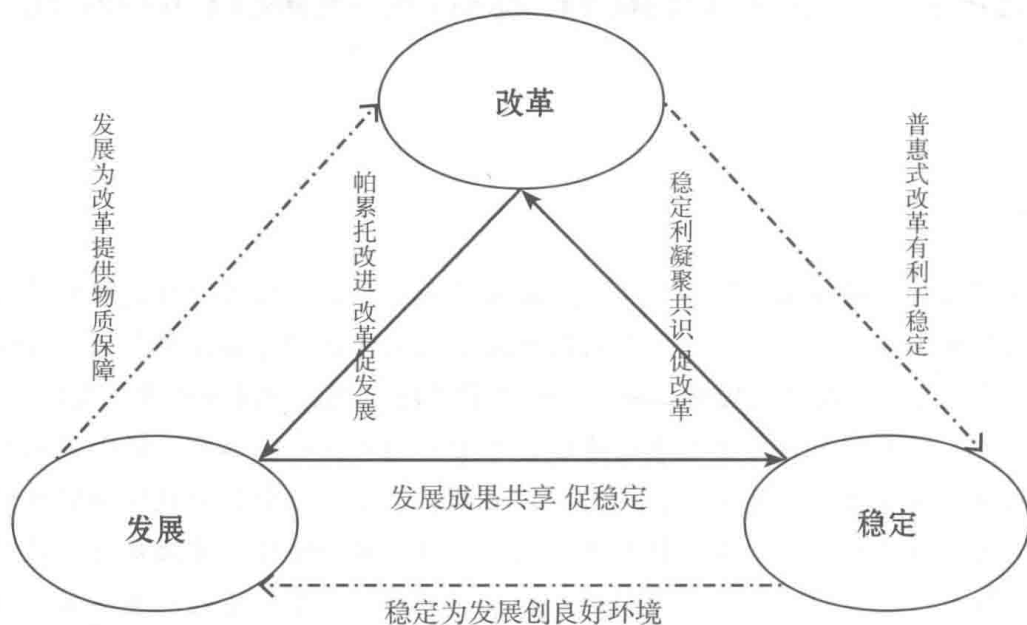 改革
发展为改革提供物质保障
帕累托改进 改革促发展
稳定利凝聚共识 促改革
普惠式改革有利于稳定
发展
发展成果共享 促稳定
稳定
稳定为发展创良好环境